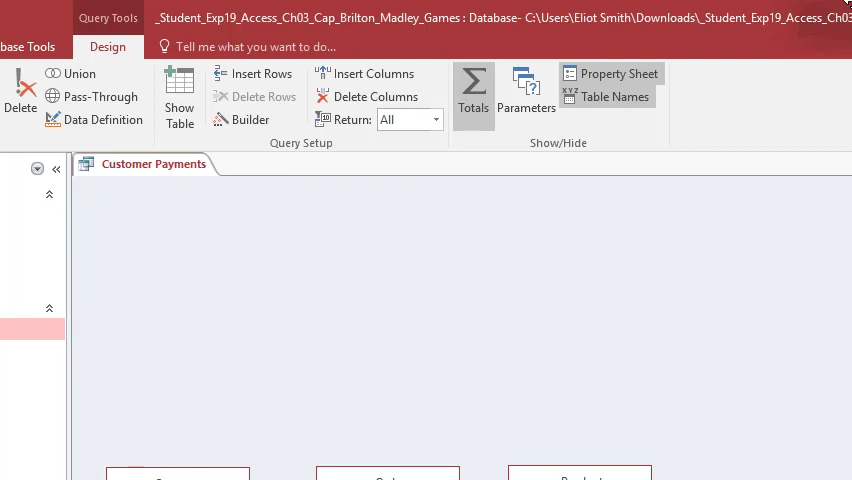 Query Tools
_Student_Exp19_Access_Ch03_Cap_Brilton_Madley_Games : Database- C:\Users\Eliot Smith\Downloads\_Student_Exp19_Access_Ch03
base Tools
Design
Tell me what you want to do...
Delete
Union
Pass-Through
Data Definition
Show
Table
Insert Rows
Delete Rows
Builder
Insert Columns
Delete Columns
Return: All
Query Setup
Totals
Parameters
Property Sheet
XYZ
Table Names
Show/Hide
Customer Payments